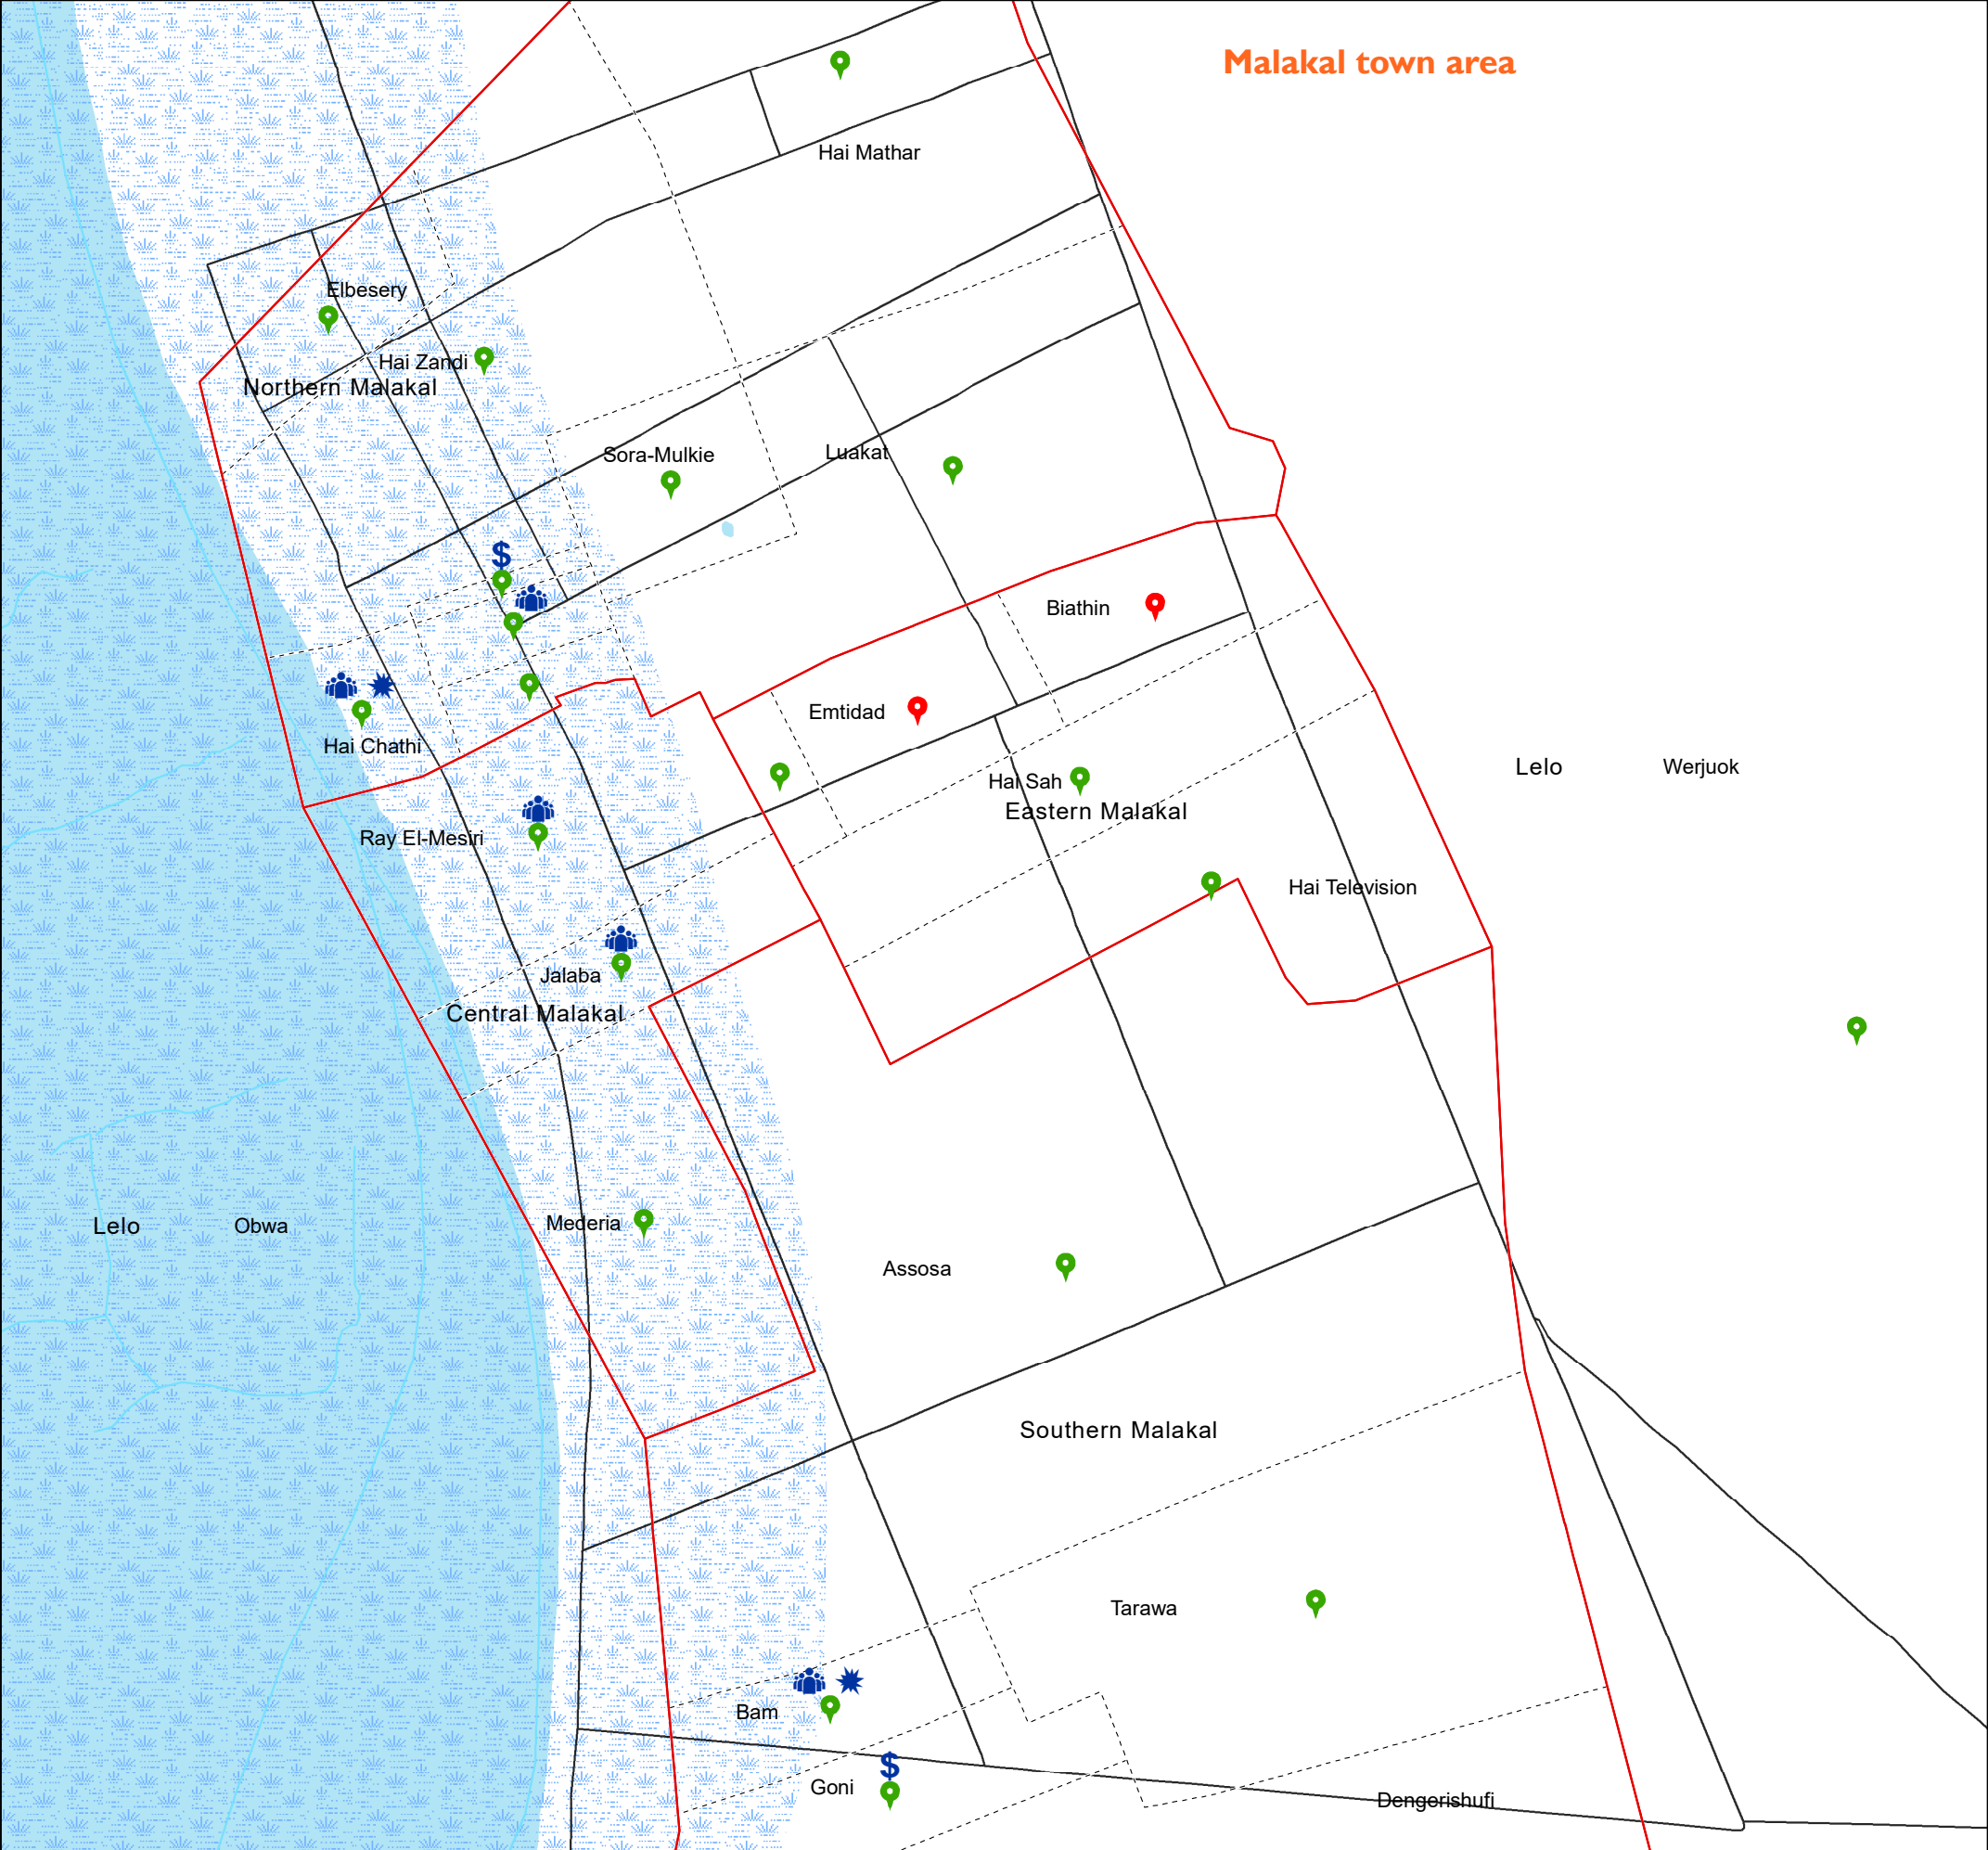 Malakal town area
Hai Mathar
Elbesery
Hai Zandi
Northern Malakal
Sora-Mulkie
Luakat
$
Biathin
Emtidad
Hai Chathi
Lelo
Werjuok
Hai Sah
Eastern Malakal
Ray El-Mesiri
Hai Television
Jalaba
Central Malakal
Mederia
Lelo
Obwa
Assosa
Southern Malakal
Tarawa
Bam
$
Goni
Dengerishufi